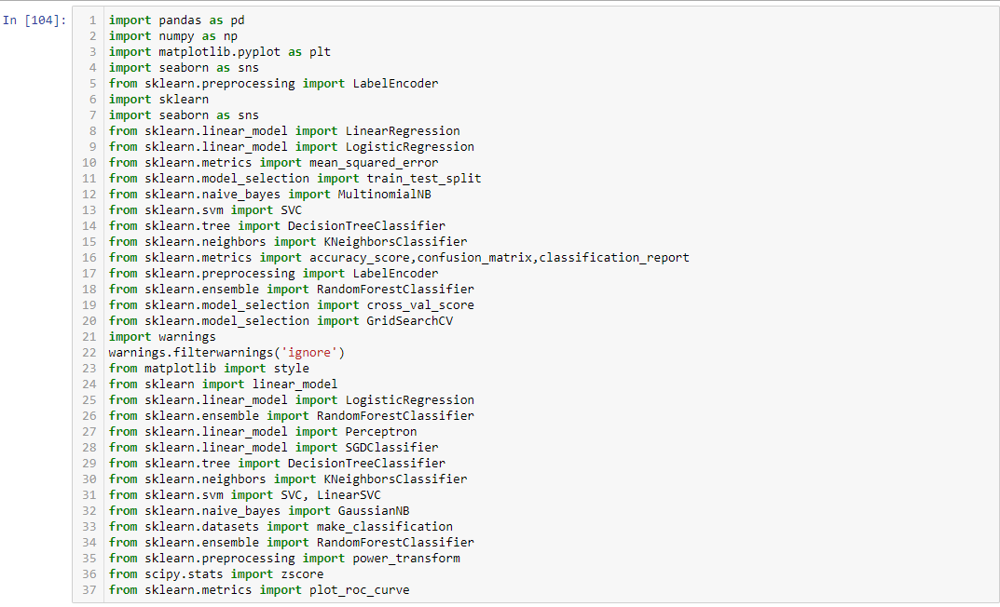 In [104]:
1 import pandas as pd
2 import numpy as np
3 import matplotlib.pyplot as plt
4 import seaborn as sns
5 from sklearn.preprocessing import LabelEncoder
6 import sklearn
7 import seaborn as sns
8 from sklearn.linear_model import LinearRegression
9 from sklearn.linear_model import LogisticRegression
10 from sklearn.metrics import mean_squared_error
11 from sklearn.model_selection import train_test_split
12 from sklearn.naive_bayes import MultinomialNB
13 from sklearn.svm import SVC
14 from sklearn.tree import DecisionTreeClassifier
15 from sklearn.neighbors import KNeighborsClassifier
16 from sklearn.metrics import accuracy_score,confusion_matrix,classification_report
17 from sklearn.preprocessing import LabelEncoder
18 from sklearn.ensemble import RandomForestClassifier
19 from sklearn.model_selection import cross_val_score
20 from sklearn.model_selection import GridSearchCV
21 import warnings
22 warnings.filterwarnings('ignore')
23 from matplotlib import style
24 from sklearn import linear_model
25 from sklearn.linear_model import LogisticRegression
26 from sklearn.ensemble import RandomForestClassifier
27 from sklearn.linear_model import Perceptron
28 from sklearn.linear_model import SGDClassifier
29 from sklearn.tree import DecisionTreeClassifier
30 from sklearn.neighbors import KNeighborsClassifier
31 from sklearn.svm import SVC, LinearSVC
32 from sklearn.naive_bayes import GaussianNB
33 from sklearn.datasets import make_classification
34 from sklearn.ensemble import RandomForestClassifier
35 from sklearn.preprocessing import power_transform
36 from scipy.stats import zscore
37 from sklearn.metrics import plot_roc_curve